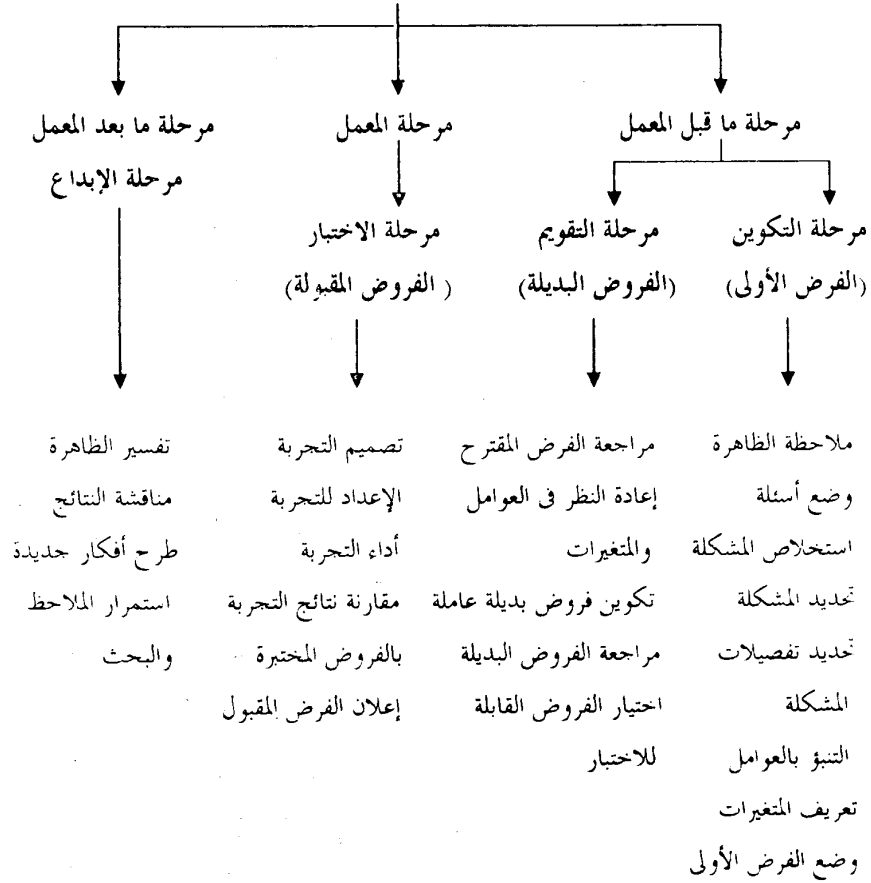 مرحلة ما قبل المعمل
مرحلة المعمل
مرحلة ما بعد المعمل
مرحلة الإبداع
مرحلة التكوين
(الفرض الأولى)
مرحلة التقويم
(الفروض البديلة)
مرحلة الاختبار
(الفروض المقبولة)
ملاحظة الظاهرة
وضع أسئلة
استخلاص المشكلة
تحديد المشكلة
تحديد تفصيلات
المشكلة
التنبؤ بالعوامل
تعريف المتغيرات
وضع الفرض الأولى
مراجعة الفرض المقترح
إعادة النظر فى العوامل
والمتغيرات
تكوين فروض بديلة عاملة
مراجعة الفروض البديلة
اختيار الفروض القابلة
للاختبار
تصميم التجربة
الإعداد للتجربة
أداء التجربة
مقارنة نتائج التجربة
بالفروض المختبرة
إعلان الفرض المقبول
تفسير الظاهرة
مناقشة النتائج
طرح أفكار جديدة
استمرار الملاحظ
والبحث